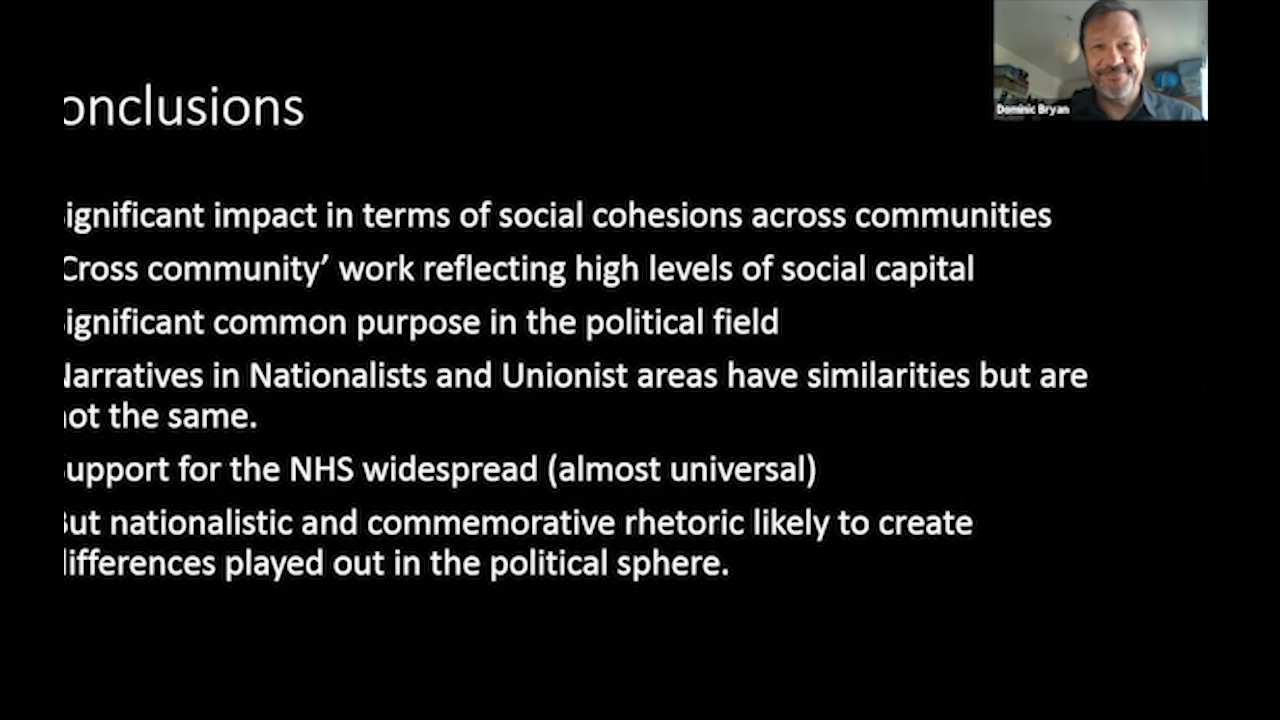 Dominic Bryan
onclusions
ignificant impact in terms of social cohesions across communities
Cross community’ work reflecting high levels of social capital
ignificant common purpose in the political field
Narratives in Nationalists and Unionist areas have similarities but are
not the same.
upport for the NHS widespread (almost universal)
But nationalistic and commemorative rhetoric likely to create
differences played out in the political sphere.